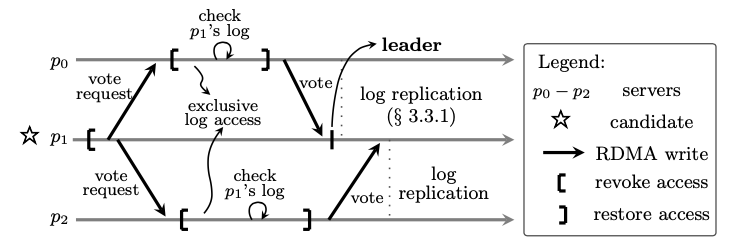 check
p₁'s log
p₀
leader
vote
request
vote
log replication
(§ 3.3.1)
exclusive
log access
p₁
vote
request
check
p₁'s log
vote
log
replication
p₂
Legend:
p₀ − p₂ servers
candidate
RDMA write
revoke access
restore access